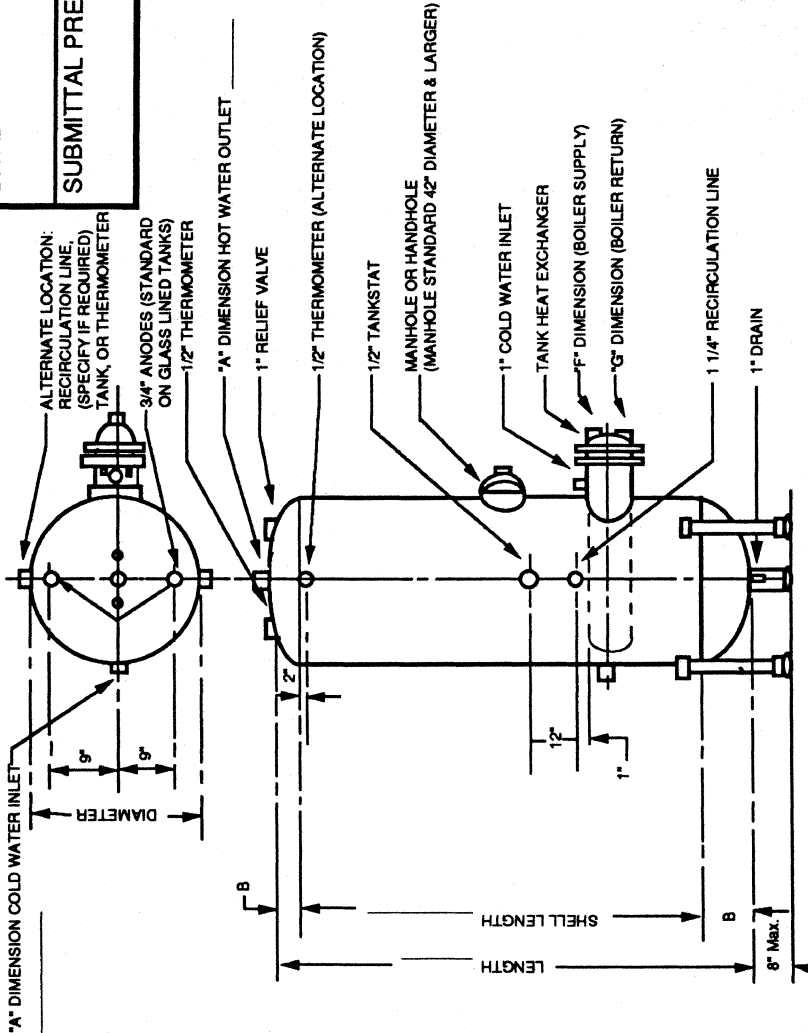 SUBMITTAL PRE
ALTERNATE LOCATION:
RECIRCULATION LINE,
(SPECIFY IF REQUIRED)
TANK, OR THERMOMETER
3/4" ANODES (STANDARD
ON GLASS LINED TANKS)
1/2" THERMOMETER
"A" DIMENSION HOT WATER OUTLET
1" RELIEF VALVE
1/2" THERMOMETER (ALTERNATE LOCATION)
1/2" TANKSTAT
MANHOLE OR HANDHOLE
(MANHOLE STANDARD 42" DIAMETER & LARGER)
1" COLD WATER INLET
TANK HEAT EXCHANGER
"F" DIMENSION (BOILER SUPPLY)
"G" DIMENSION (BOILER RETURN)
1 1/4" RECIRCULATION LINE
1" DRAIN
"A" DIMENSION COLD WATER INLET
9"
9"
DIAMETER
2"
12"
1"
B
SHELL LENGTH
B
LENGTH
8" Max.